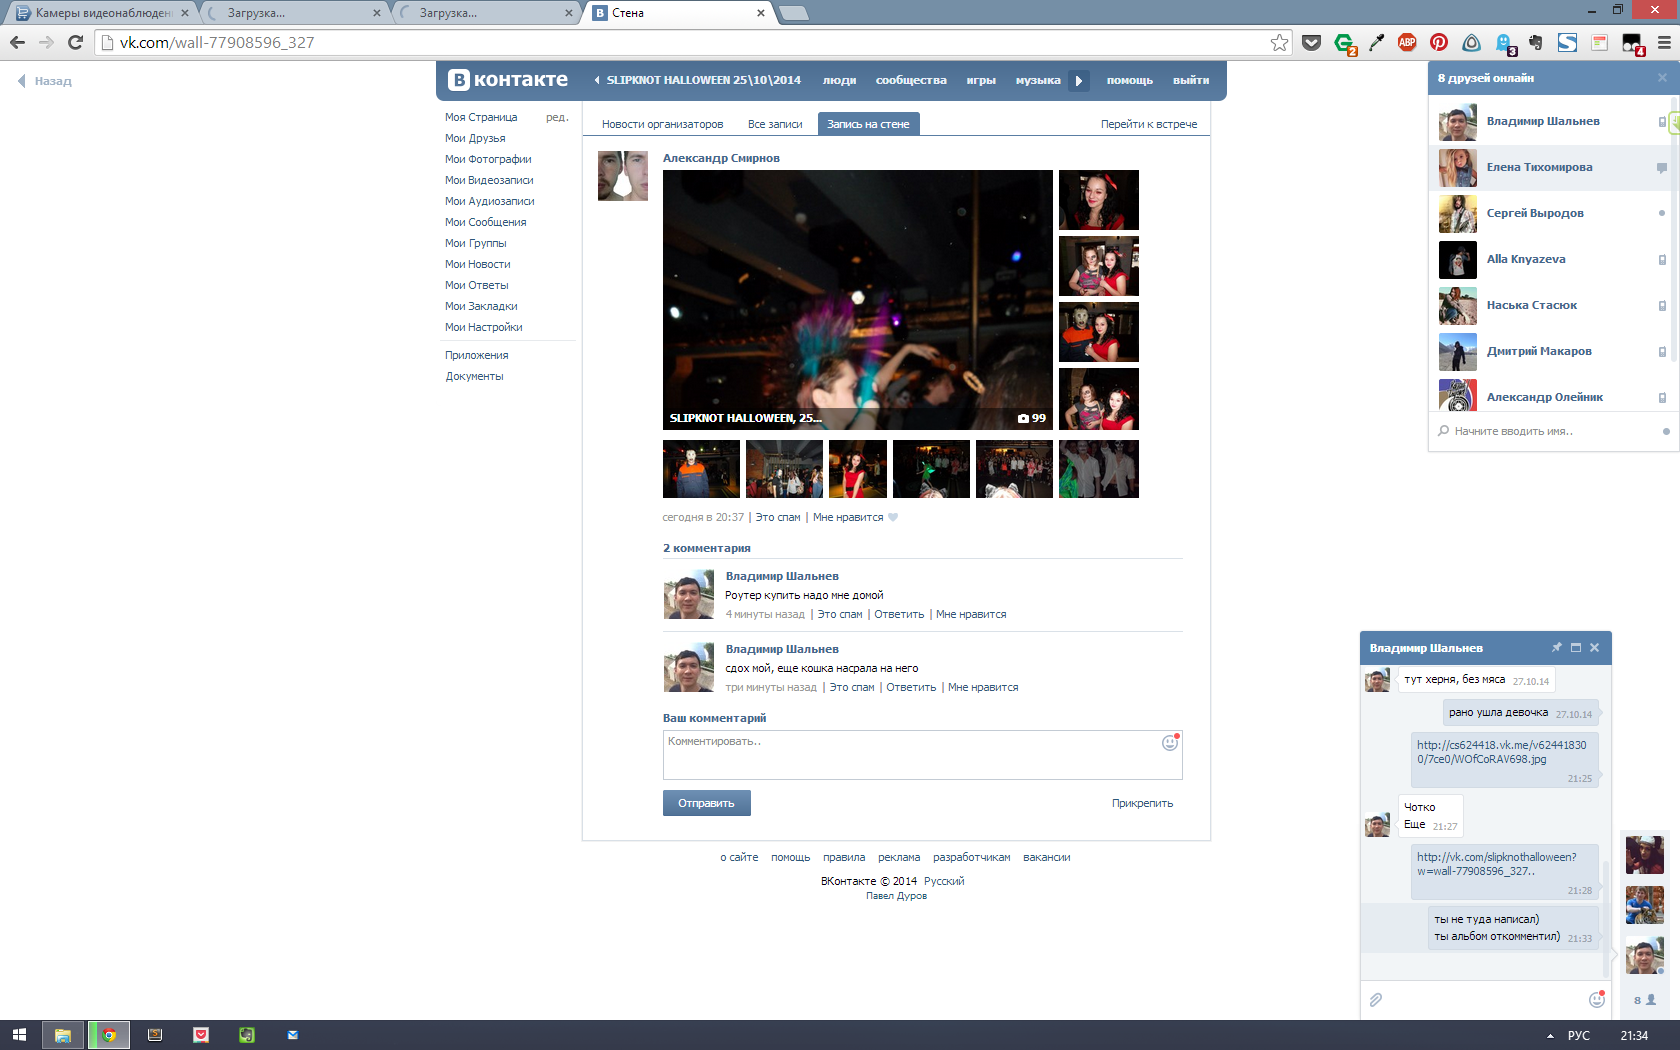 Камеры видеонаблюден
Загрузка...
Загрузка...
Стена
vk.com/wall-77908596_327
2
ABP
3
4
Назад
В контакте
SLIPKNOT HALLOWEEN 25\10\2014
люди
сообщества
игры
музыка
помощь
выйти
Моя Страница
ред.
Мои Друзья
Мои Фотографии
Мои Видеозаписи
Мои Аудиозаписи
Мои Сообщения
Мои Группы
Мои Новости
Мои Ответы
Мои Закладки
Мои Настройки
Приложения
Документы
Новости организаторов
Все записи
Запись на стене
Перейти к встрече
Александр Смирнов
SLIPKNOT HALLOWEEN, 25...
99
сегодня в 20:37 | Это спам | Мне нравится
2 комментария
Владимир Шальнев
Роутер купить надо мне домой
4 минуты назад | Это спам | Ответить | Мне нравится
Владимир Шальнев
сдох мой, еще кошка насрала на него
три минуты назад | Это спам | Ответить | Мне нравится
Ваш комментарий
Комментировать..
Отправить
Прикрепить
о сайте помощь правила реклама разработчикам вакансии
ВКонтакте © 2014 Русский
Павел Дуров
8 друзей онлайн
Владимир Шальнев
Елена Тихомирова
Сергей Выродов
Alla Knyazeva
Наська Стасюк
Дмитрий Макаров
Александр Олейник
Начните вводить имя..
Владимир Шальнев
тут херня, без мяса 27.10.14
рано ушла девочка 27.10.14
http://cs624418.vk.me/v62441830
0/7ce0/WOfCoRAV698.jpg
21:25
Чотко
Еще 21:27
http://vk.com/slipknothalloween?
w=wall-77908596_327..
21:28
ты не туда написал)
ты альбом откомментил) 21:33
8
РУС
21:34